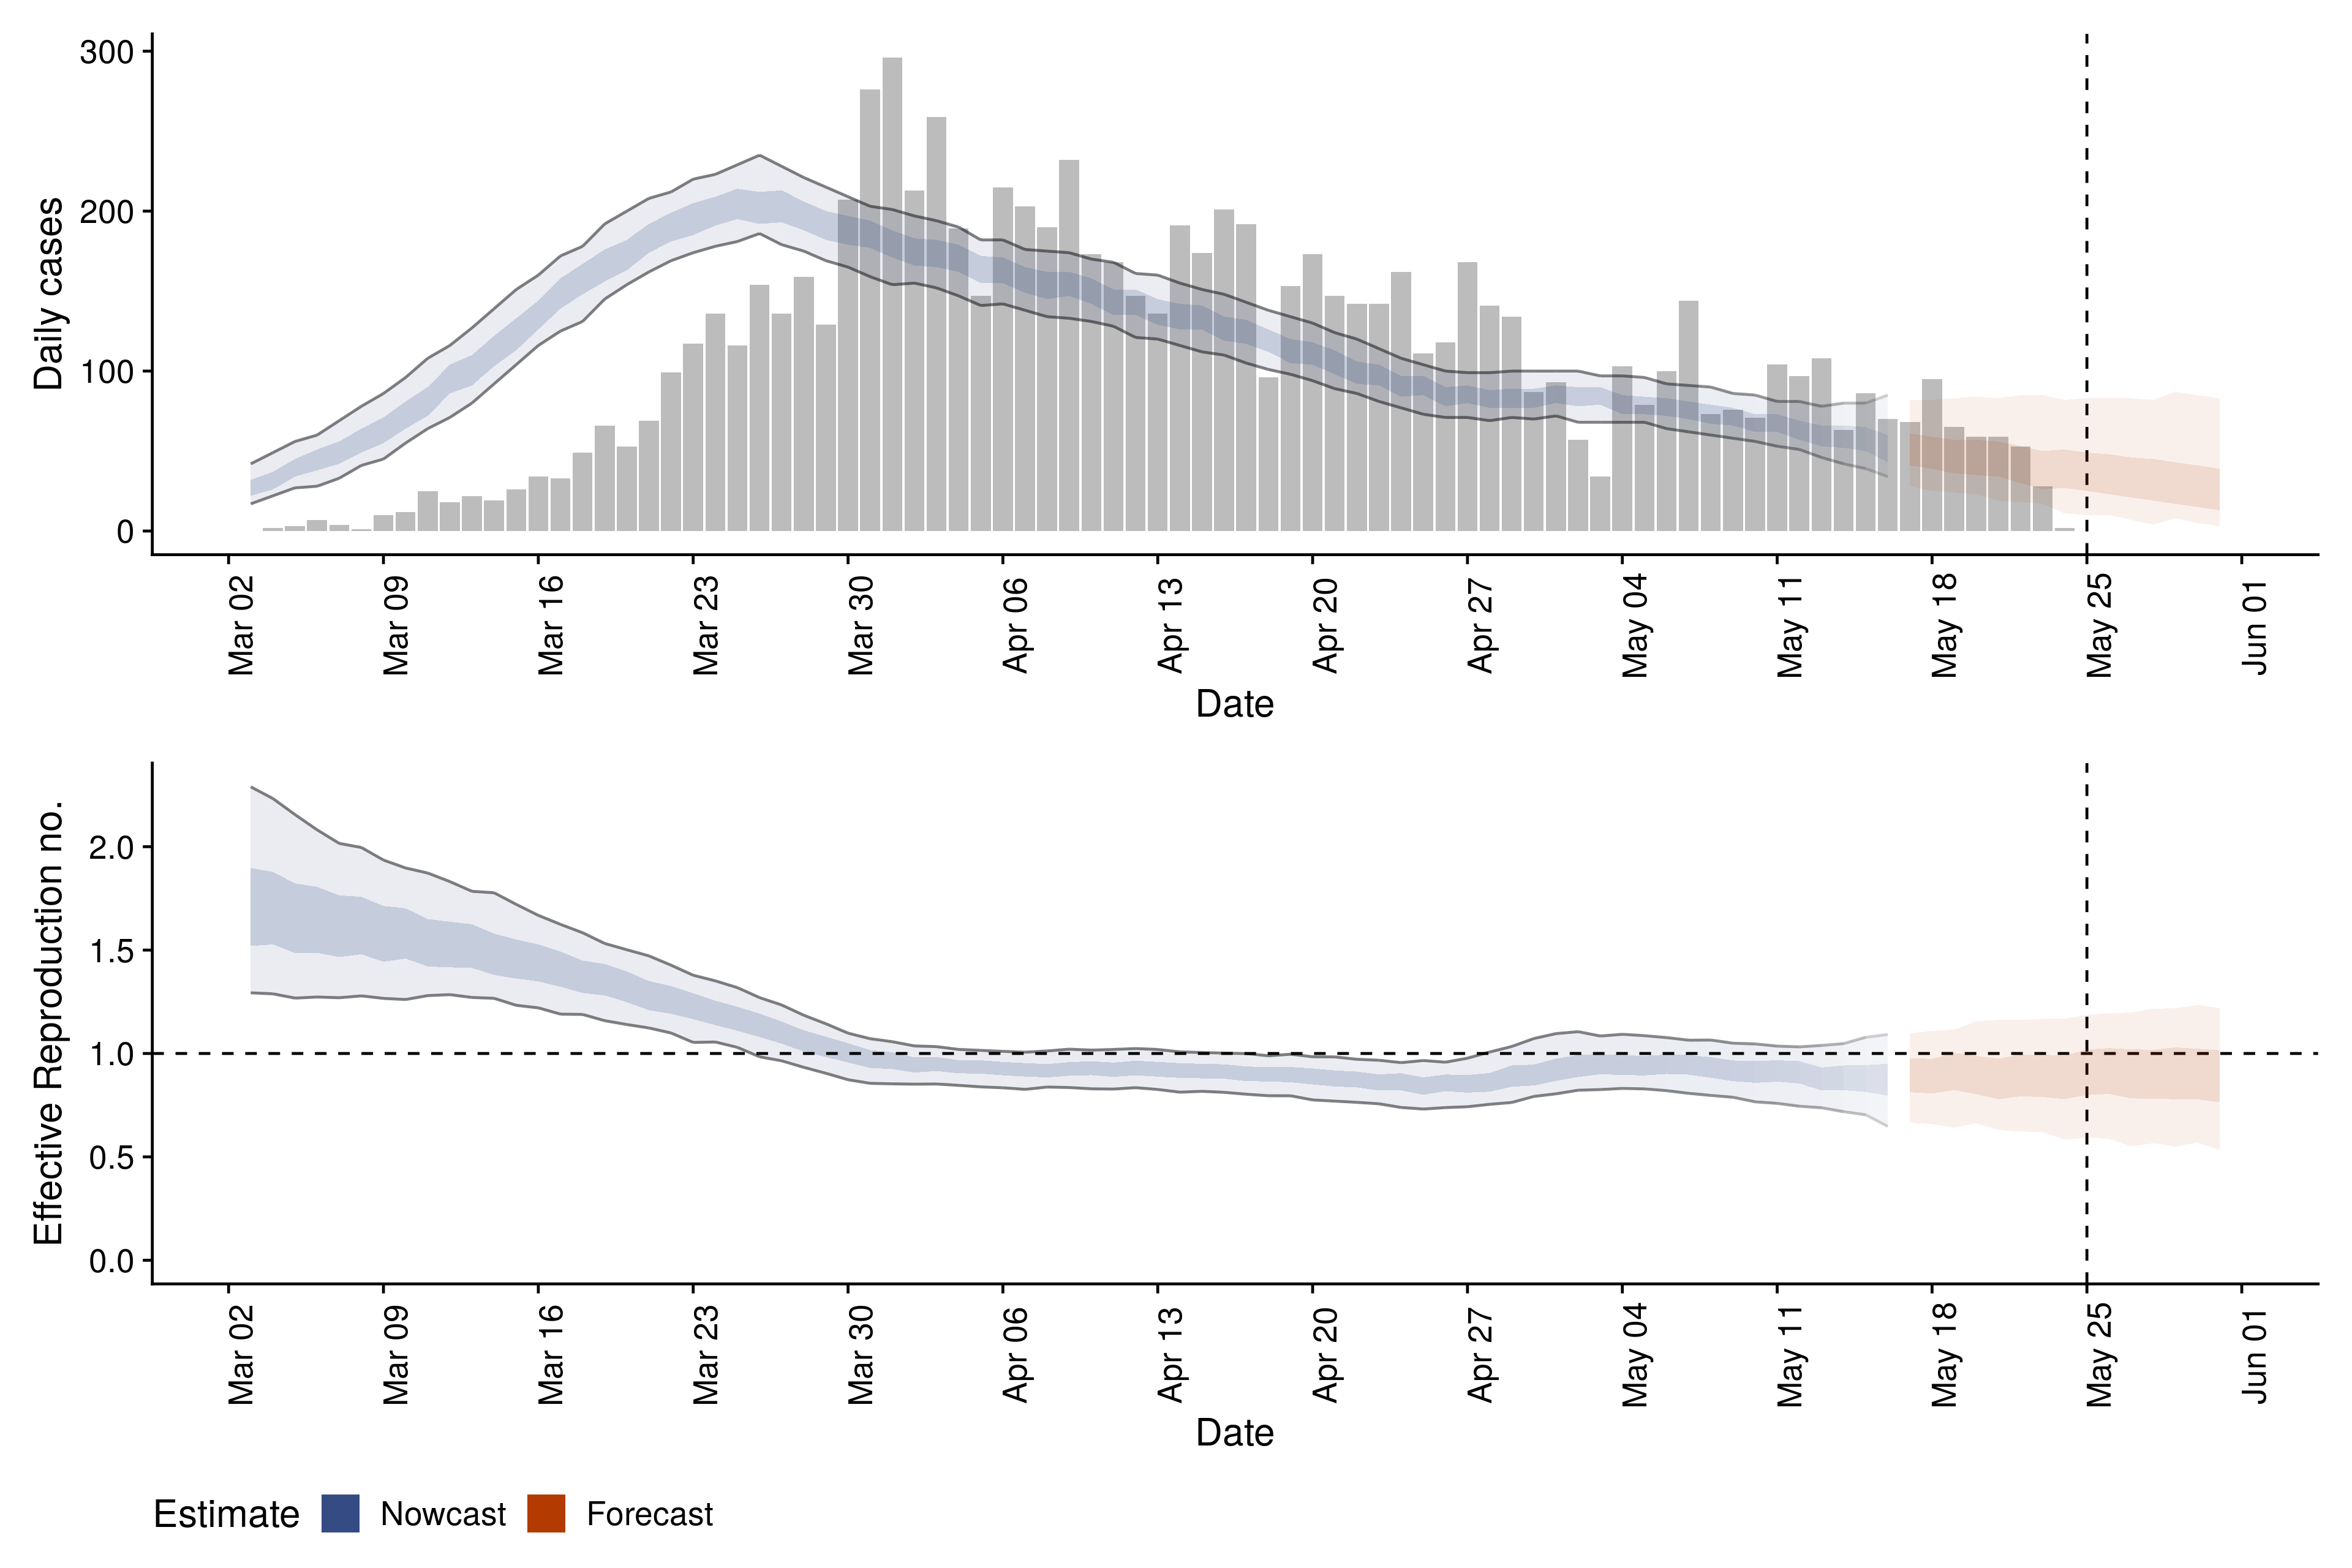 Daily cases
300
200
100
0
Mar 02
Mar 09
Mar 16
Mar 23
Mar 30
Apr 06
Apr 13
Apr 20
Apr 27
May 04
May 11
May 18
May 25
Jun 01
Date
Effective Reproduction no.
2.0
1.5
1.0
0.5
0.0
Mar 02
Mar 09
Mar 16
Mar 23
Mar 30
Apr 06
Apr 13
Apr 20
Apr 27
May 04
May 11
May 18
May 25
Jun 01
Date
Estimate Nowcast Forecast